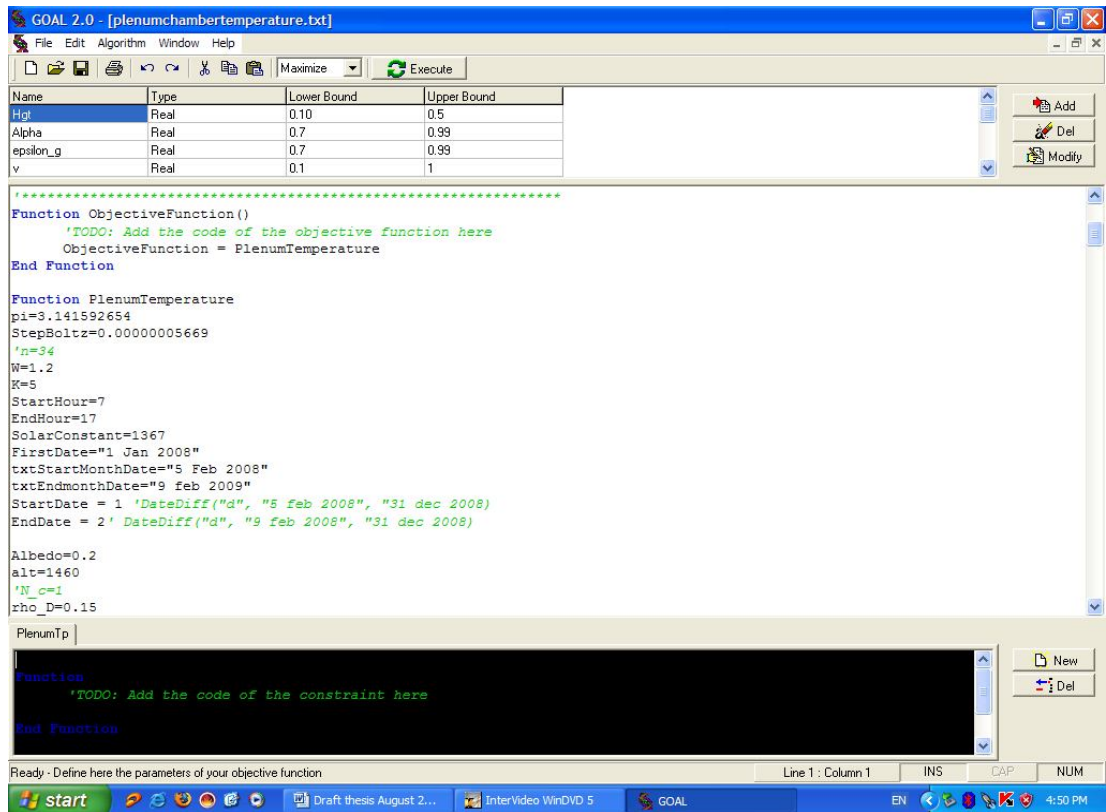 GOAL 2.0 - [plenumchambertemperature.txt]
File Edit Algorithm Window Help
Maximize Execute
Name Type Lower Bound Upper Bound
Hgt Real 0.10 0.5
Alpha Real 0.7 0.99
epsilon_g Real 0.7 0.99
v Real 0.1 1
Add
Del
Modify
'****************************************************************
Function ObjectiveFunction()
'TODO: Add the code of the objective function here
ObjectiveFunction = PlenumTemperature
End Function
Function PlenumTemperature
pi=3.141592654
StepBoltz=0.00000005669
'n=34
W=1.2
K=5
StartHour=7
EndHour=17
SolarConstant=1367
FirstDate="1 Jan 2008"
txtStartMonthDate="5 Feb 2008"
txtEndmonthDate="9 feb 2009"
StartDate = 1 'DateDiff("d", "5 feb 2008", "31 dec 2008)
EndDate = 2' DateDiff("d", "9 feb 2008", "31 dec 2008)
Albedo=0.2
alt=1460
'N_c=1
rho_D=0.15
PlenumTp
Function
'TODO: Add the code of the constraint here
End Function
New
Del
Ready - Define here the parameters of your objective function Line 1 : Column 1 INS CAP NUM
start Draft thesis August 2... InterVideo WinDVD 5 GOAL EN 4:50 PM